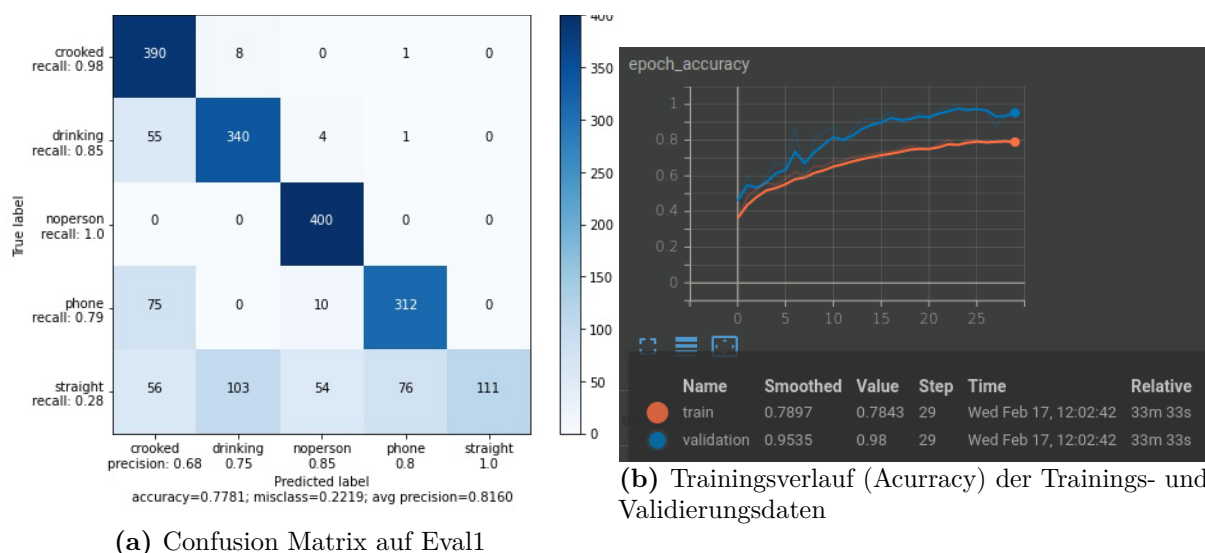 crooked
recall: 0.98
390 8 0 1 0
drinking
recall: 0.85
55 340 4 1 0
noperson
recall: 1.0
0 0 400 0 0
phone
recall: 0.79
75 0 10 312 0
straight
recall: 0.28
56 103 54 76 111
True label
crooked drinking noperson phone straight
precision: 0.68 0.75 0.85 0.8 1.0
Predicted label
accuracy=0.7781; misclass=0.2219; avg precision=0.8160
400
350
300
250
200
150
100
50
0
(a) Confusion Matrix auf Eval1
epoch_accuracy
1
0.8
0.6
0.4
0.2
0
0 5 10 15 20 25
Name Smoothed Value Step Time Relative
train 0.7897 0.7843 29 Wed Feb 17, 12:02:42 33m 33s
validation 0.9535 0.98 29 Wed Feb 17, 12:02:42 33m 33s
(b) Trainingsverlauf (Acurracy) der Trainings- und
Validierungsdaten